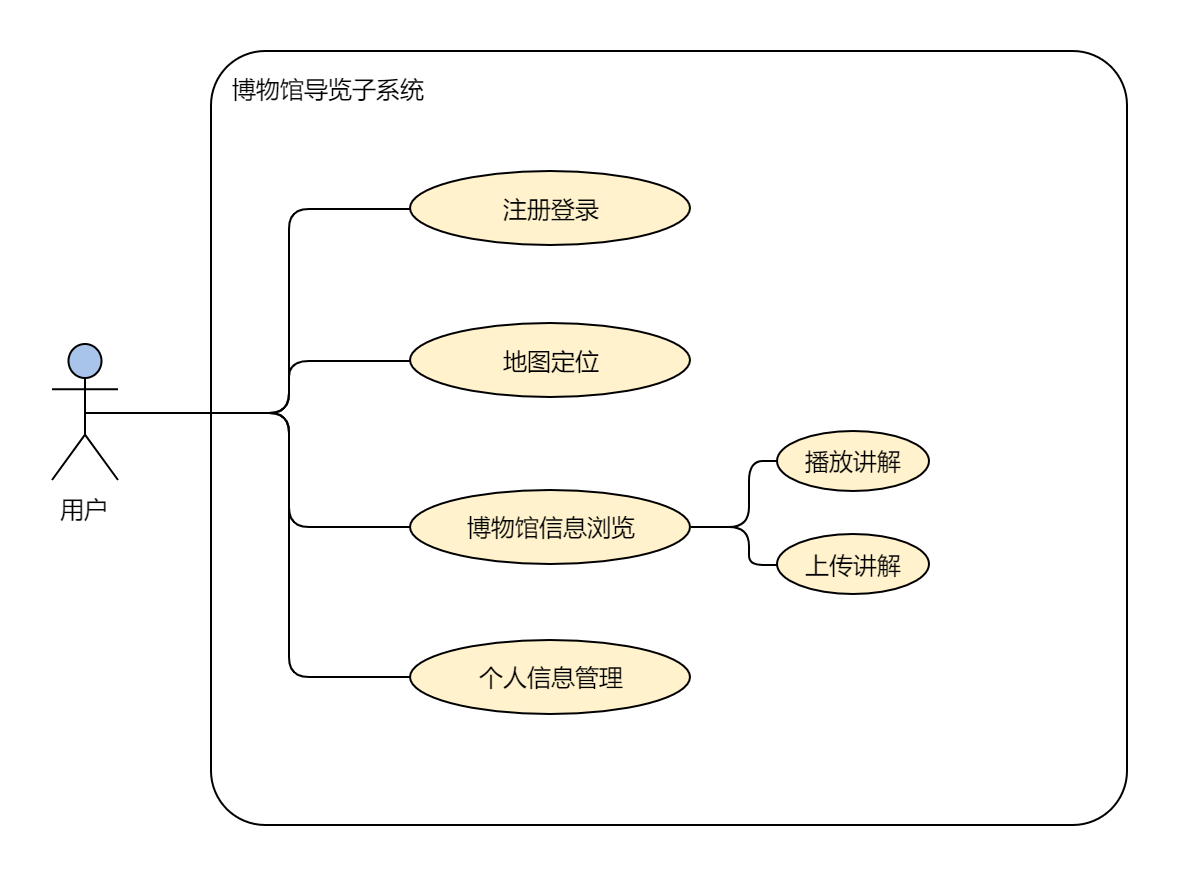 博物馆导览子系统
注册登录
地图定位
播放讲解
用户
博物馆信息浏览
上传讲解
个人信息管理